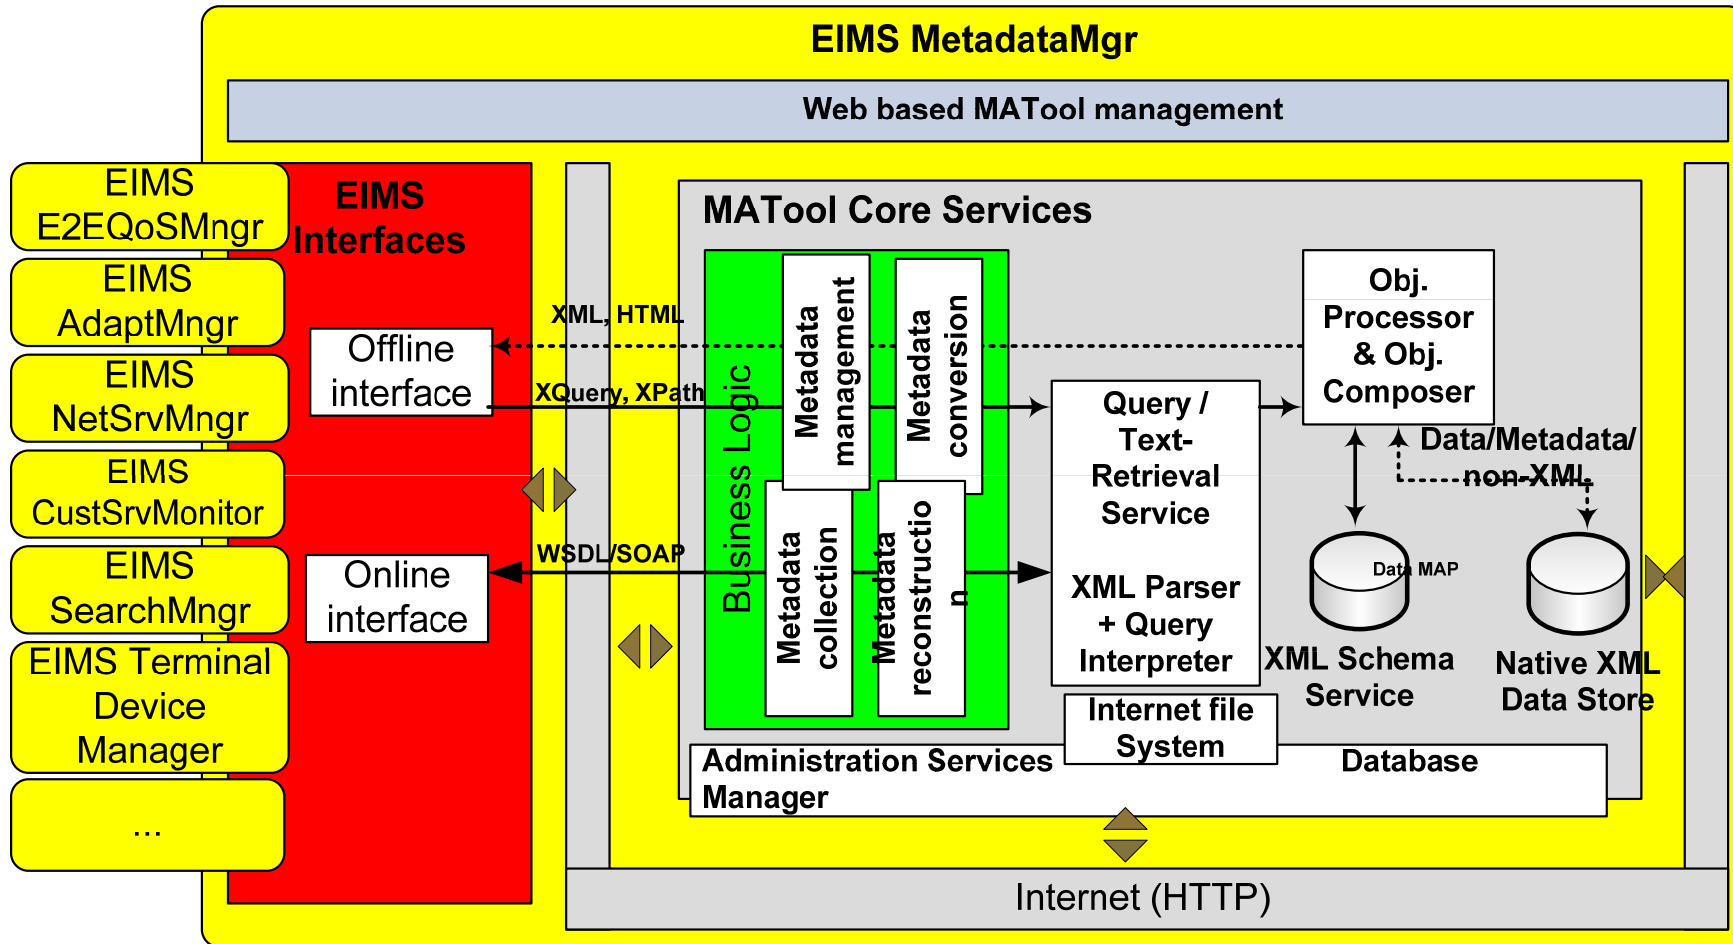 EIMS MetadataMgr
Web based MATool management
EIMS
E2EQoSMngr
EIMS
AdaptMngr
EIMS
NetSrvMngr
EIMS
CustSrvMonitor
EIMS
SearchMngr
EIMS Terminal
Device
Manager
...
EIMS
Interfaces
Offline
interface
Online
interface
XML, HTML
XQuery, XPath
WSDL/SOAP
MATool Core Services
Business Logic
Metadata
management
Metadata
conversion
Metadata
collection
Metadata
reconstructio
n
Query /
Text-
Retrieval
Service
XML Parser
+ Query
Interpreter
Obj.
Processor
& Obj.
Composer
Data/Metadata/
non-XML
Data MAP
XML Schema
Service
Native XML
Data Store
Internet file
System
Administration Services
Manager
Database
Internet (HTTP)